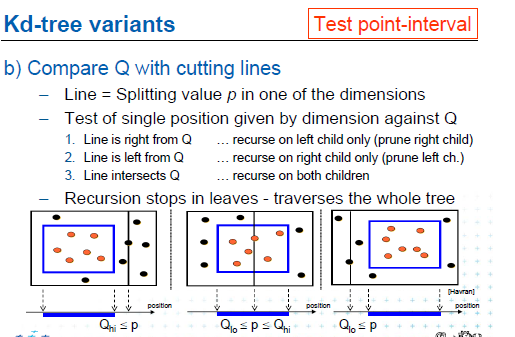 Kd-tree variants
Test point-interval
b) Compare Q with cutting lines
– Line = Splitting value p in one of the dimensions
– Test of single position given by dimension against Q
1. Line is right from Q ... recurse on left child only (prune right child)
2. Line is left from Q ... recurse on right child only (prune left ch.)
3. Line intersects Q ... recurse on both children
– Recursion stops in leaves - traverses the whole tree
[Havran]
position position position
Qhi ≤ p Qlo ≤ p ≤ Qhi Qlo ≤ p